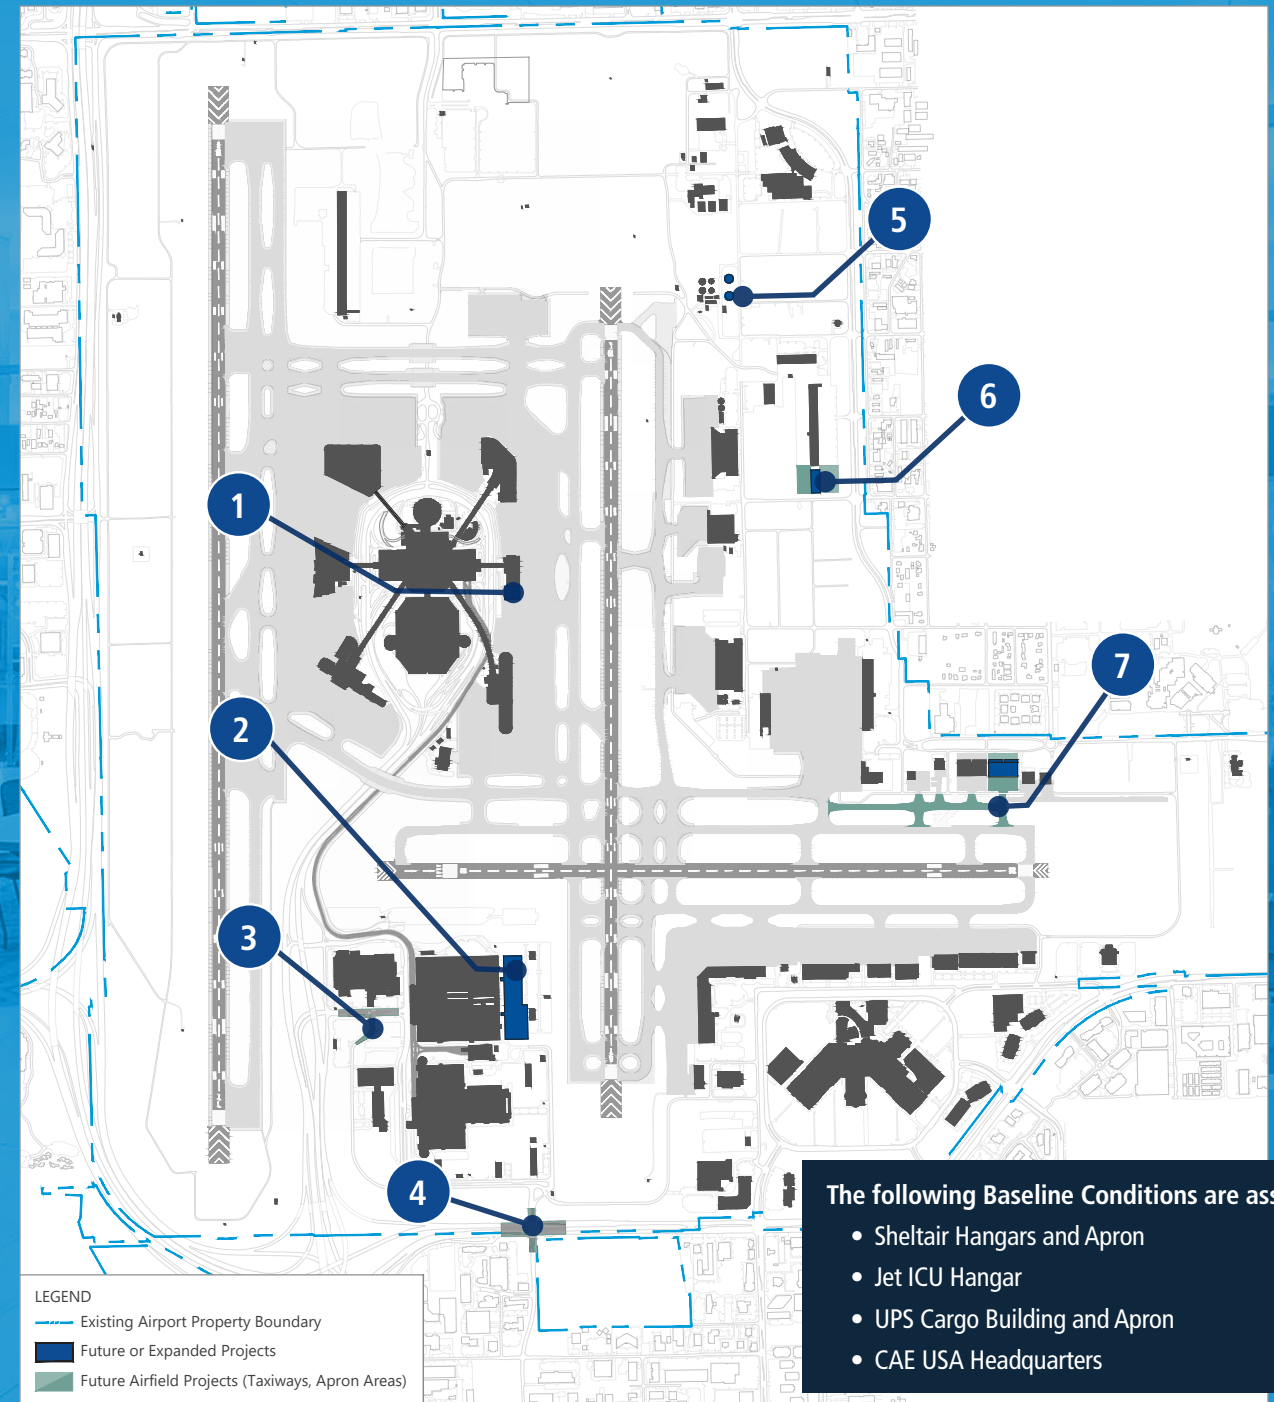 5
6
1
7
2
3
4
The following Baseline Conditions are ass
• Sheltair Hangars and Apron
• Jet ICU Hangar
• UPS Cargo Building and Apron
• CAE USA Headquarters
LEGEND
Existing Airport Property Boundary
Future or Expanded Projects
Future Airfield Projects (Taxiways, Apron Areas)